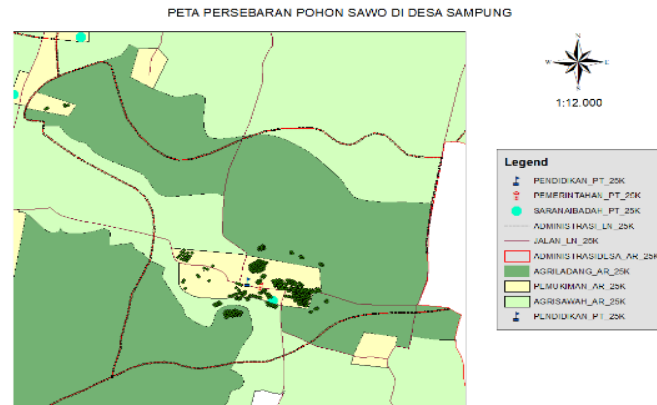 PETA PERSEBARAN POHON SAWO DI DESA SAMPUNG
N
W E
S
1:12.000
Legend
PENDIDIKAN_PT_25K
PEMERINTAHAN_PT_25K
SARANAIBADAH_PT_25K
ADMINISTRASI_LN_25K
JALAN_LN_25K
ADMINISTRASIDESA_AR_25K
AGRILADANG_AR_25K
PEMUKIMAN_AR_25K
AGRISAWAH_AR_25K
PENDIDIKAN_PT_25K